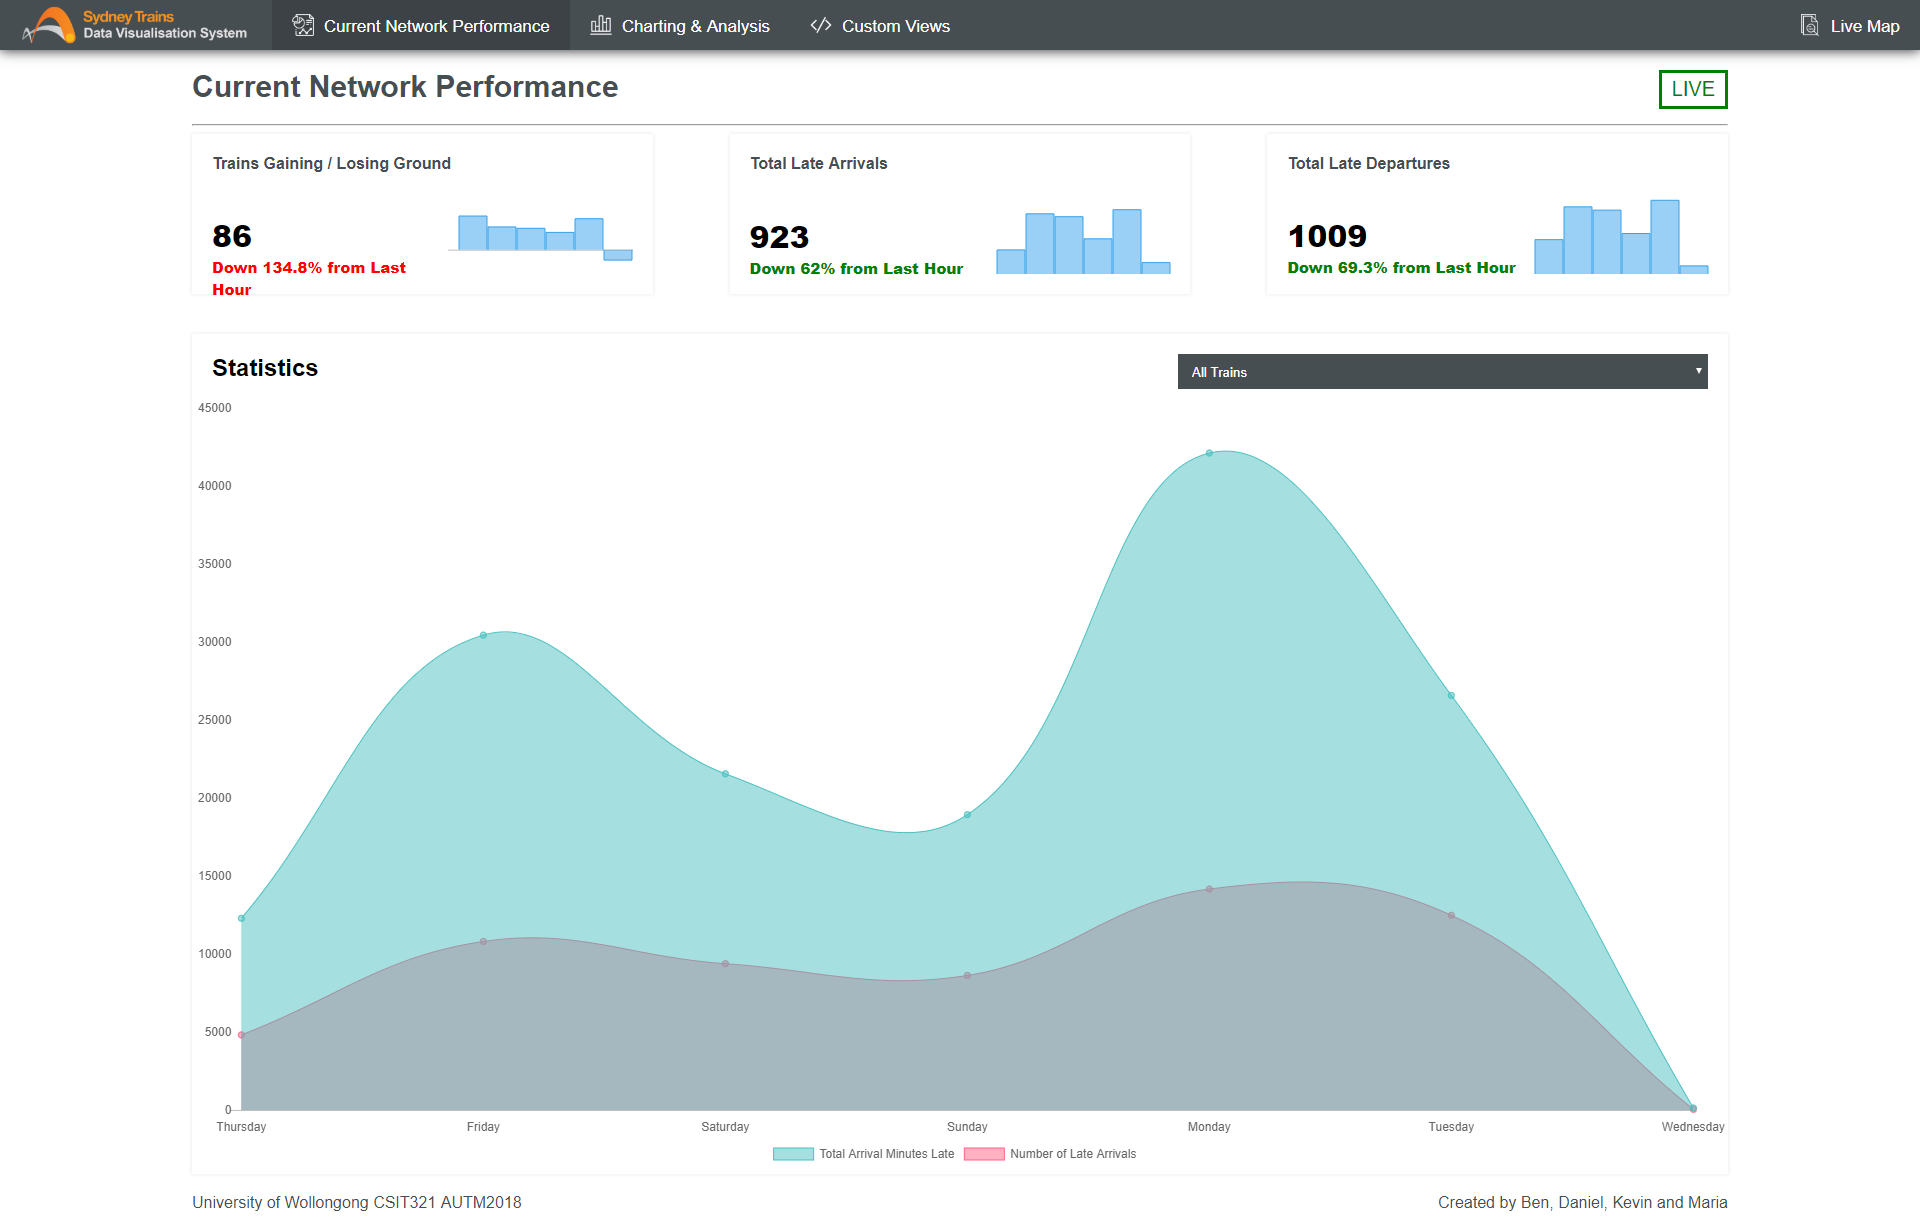 Sydney Trains
Data Visualisation System
Current Network Performance
Charting & Analysis
Custom Views
Live Map
Current Network Performance
LIVE
Trains Gaining / Losing Ground
86
Down 134.8% from Last
Hour
Total Late Arrivals
923
Down 62% from Last Hour
Total Late Departures
1009
Down 69.3% from Last Hour
Statistics
All Trains
45000
40000
35000
30000
25000
20000
15000
10000
5000
0
Thursday
Friday
Saturday
Sunday
Monday
Tuesday
Wednesday
Total Arrival Minutes Late
Number of Late Arrivals
University of Wollongong CSIT321 AUTM2018
Created by Ben, Daniel, Kevin and Maria